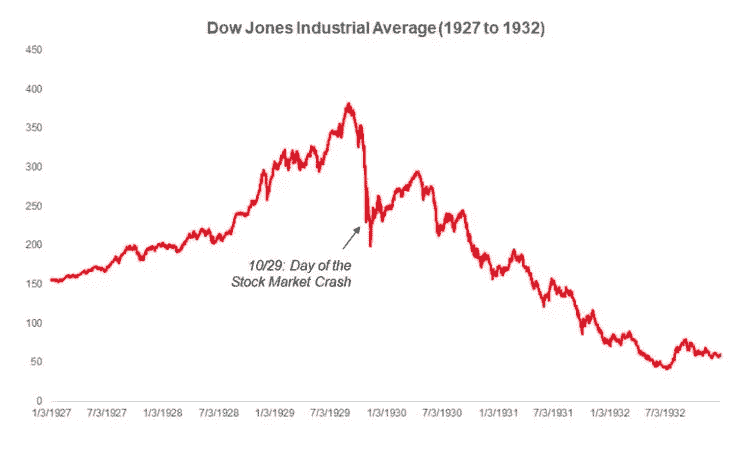 Dow Jones Industrial Average (1927 to 1932)
450
400
350
300
250
200
150
100
50
0
10/29: Day of the
Stock Market Crash
1/3/1927 7/3/1927 1/3/1928 7/3/1928 1/3/1929 7/3/1929 1/3/1930 7/3/1930 1/3/1931 7/3/1931 1/3/1932 7/3/1932